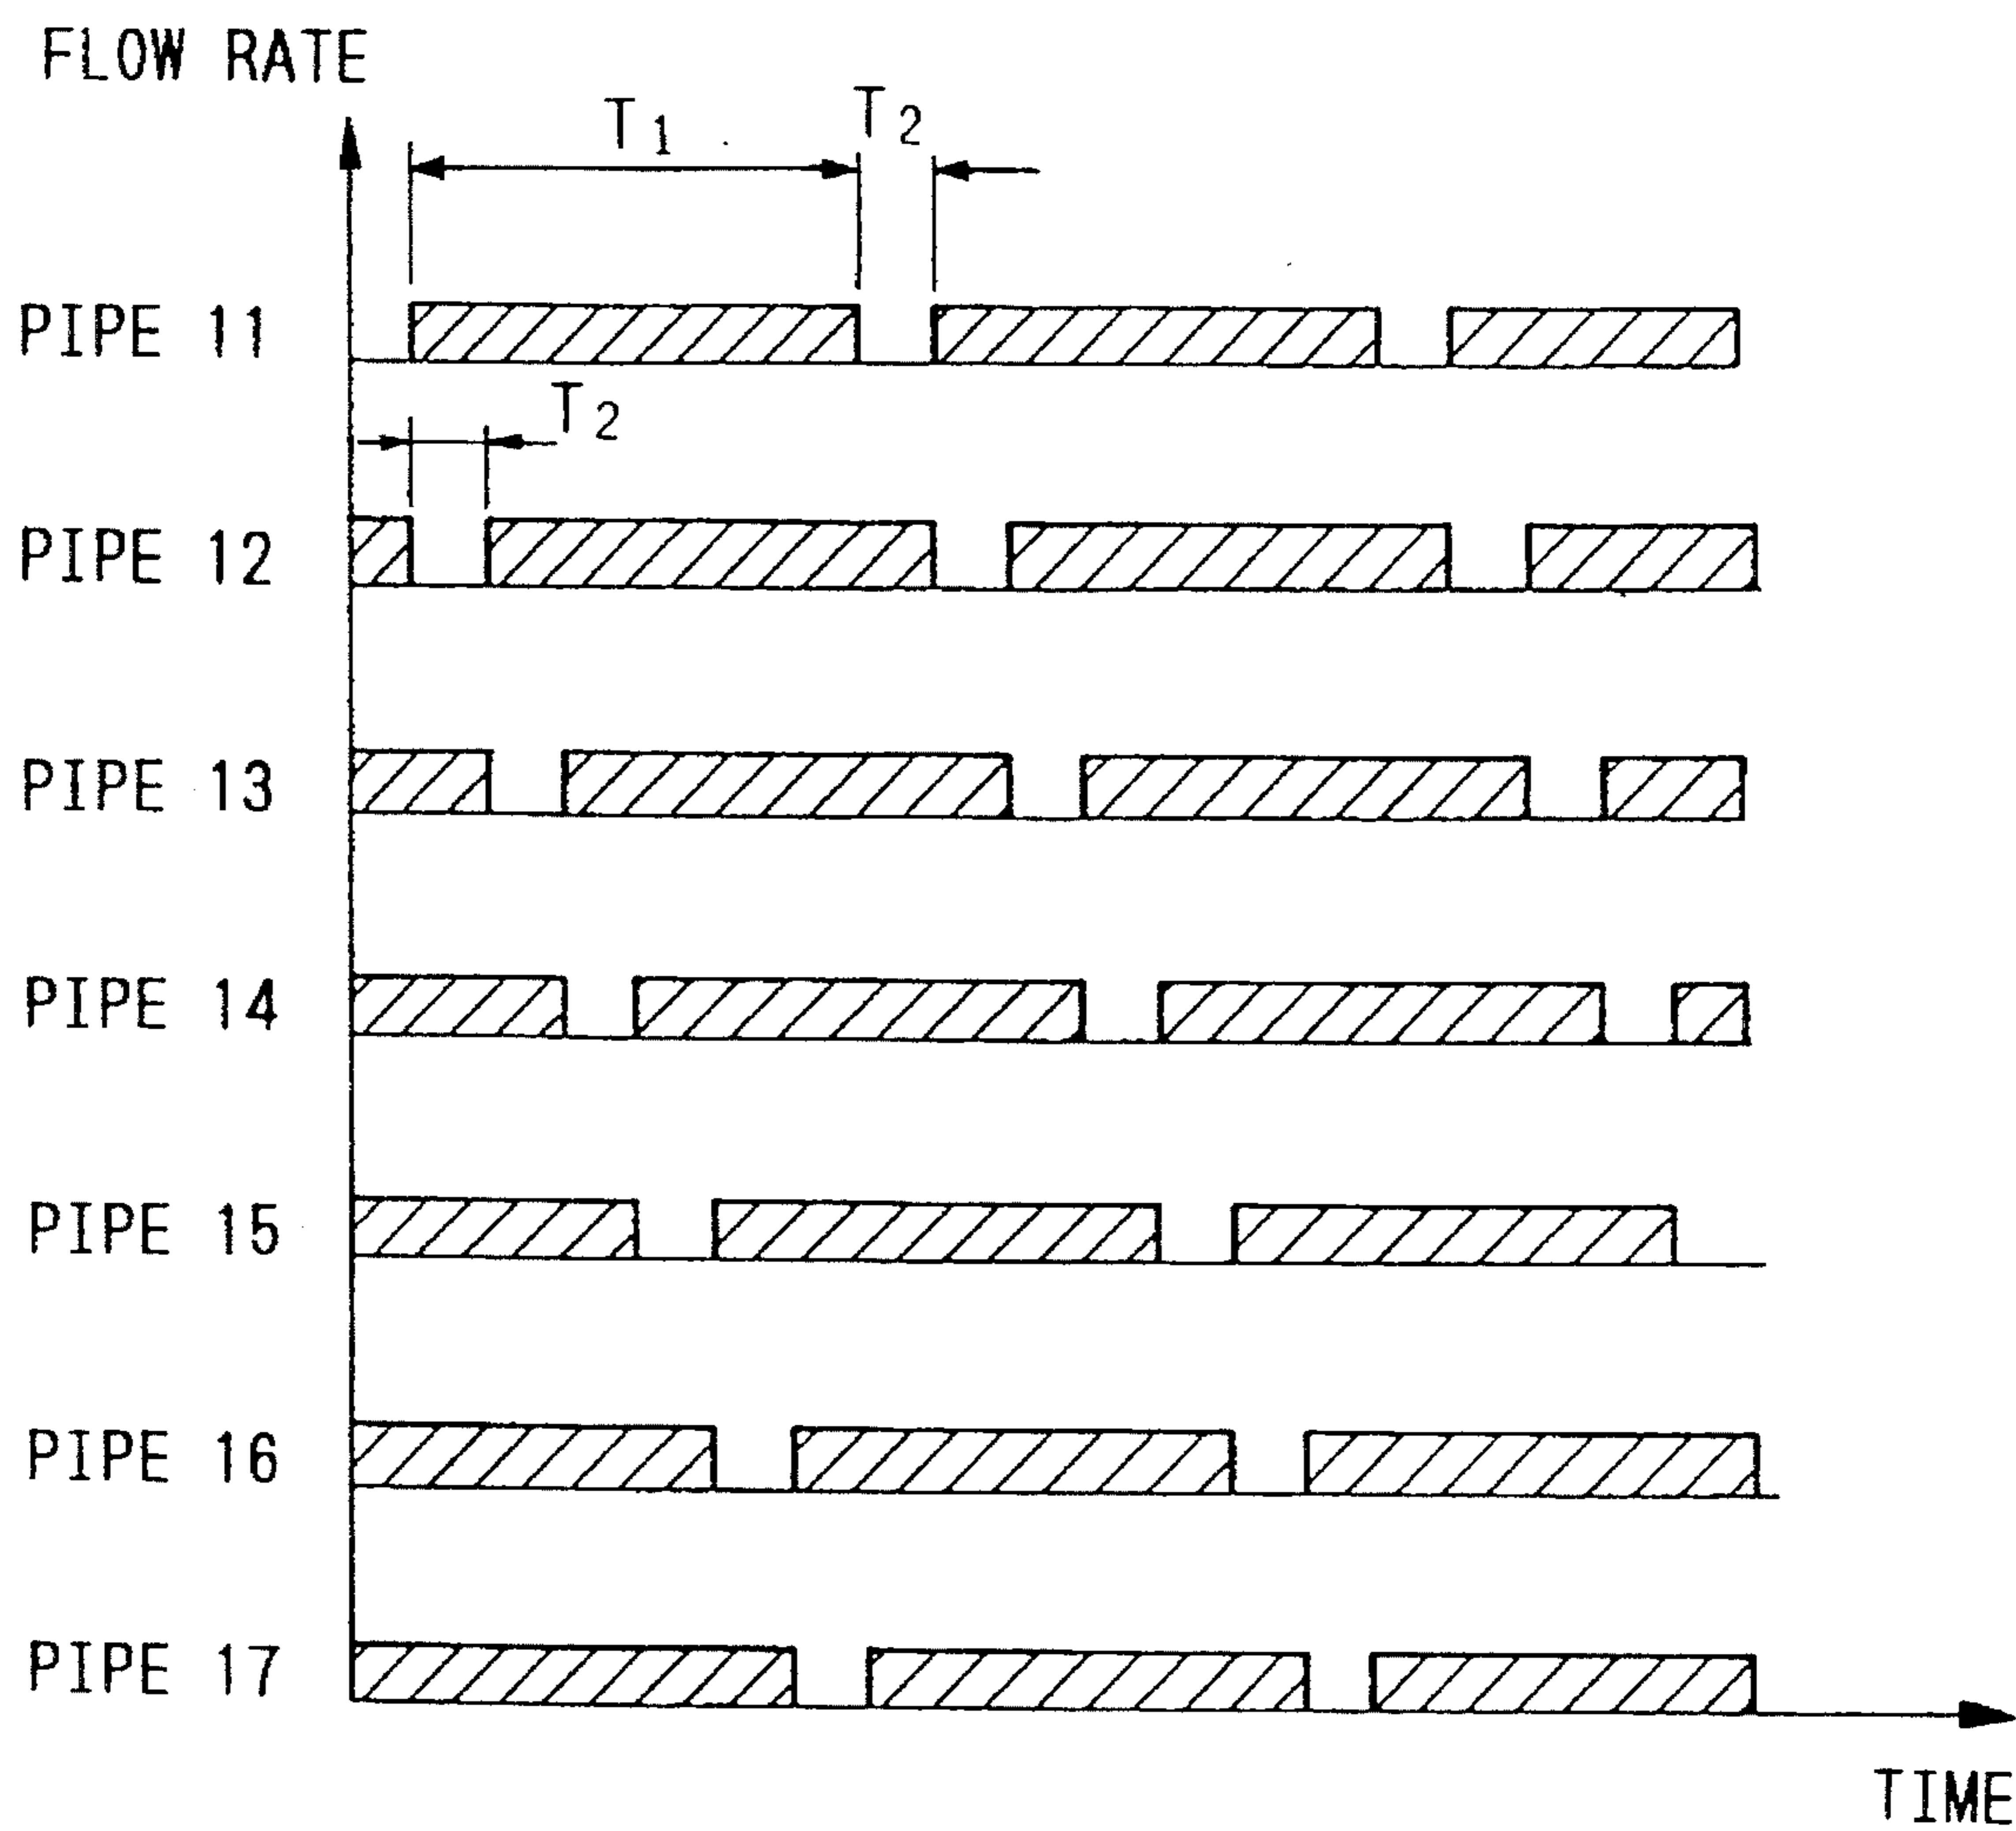 FLOW RATE
T1 T2
PIPE 11
T2
PIPE 12
PIPE 13
PIPE 14
PIPE 15
PIPE 16
PIPE 17
TIME